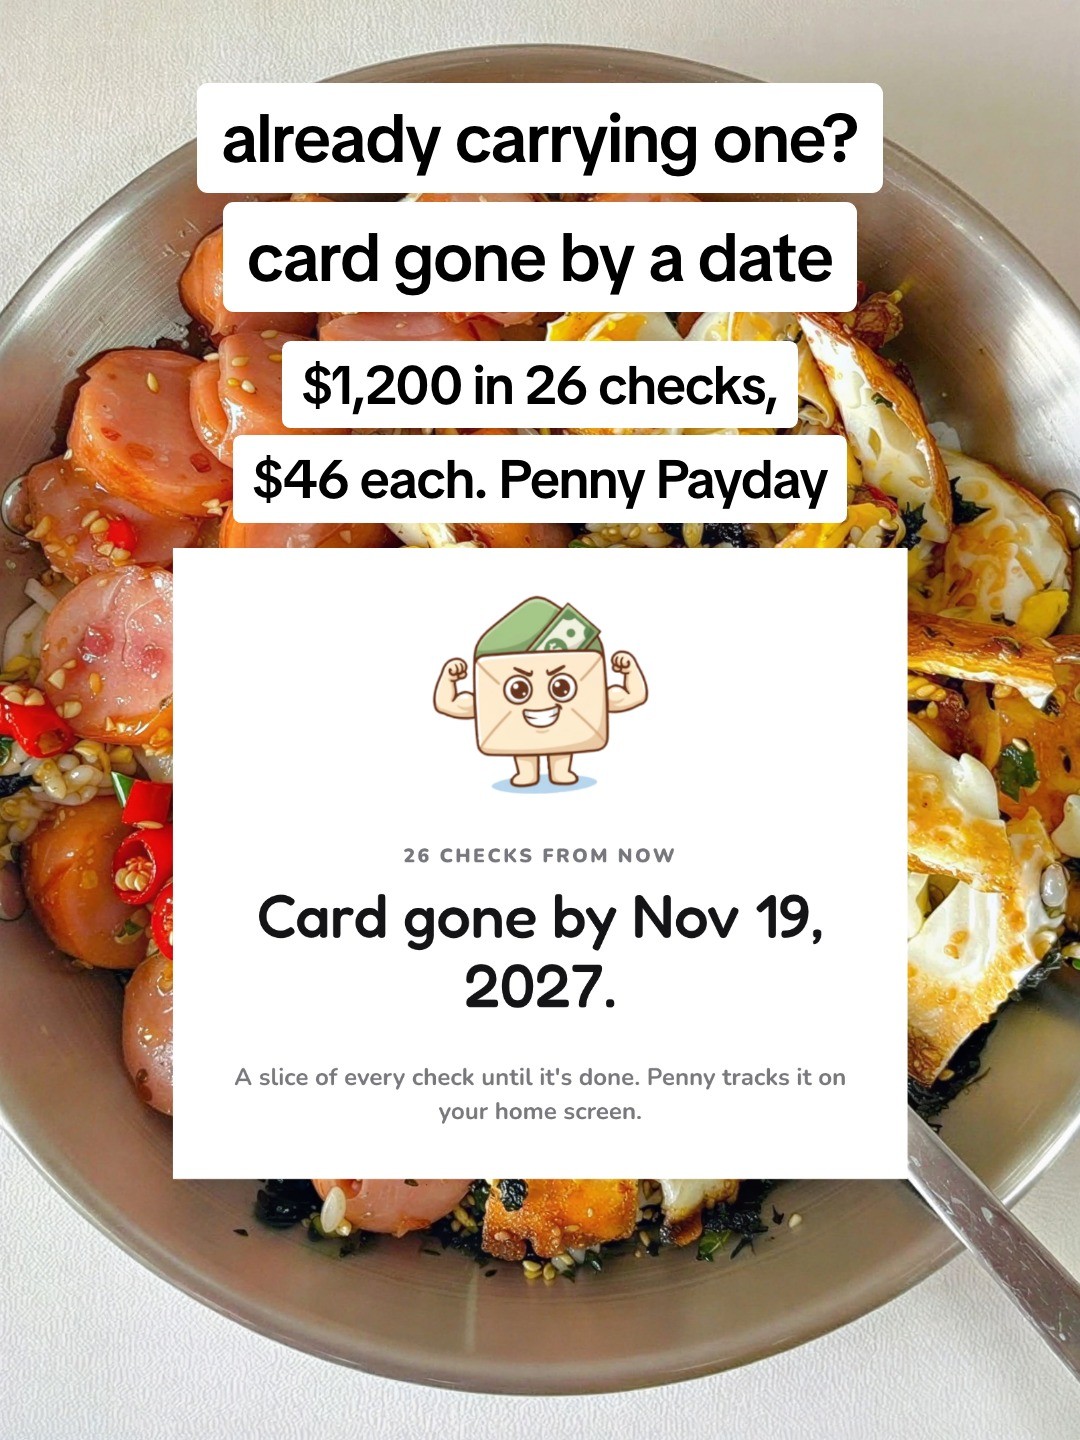 already carrying one?
card gone by a date
$1,200 in 26 checks,
$46 each. Penny Payday
26 CHECKS FROM NOW
Card gone by Nov 19,
2027.
A slice of every check until it's done. Penny tracks it on
your home screen.